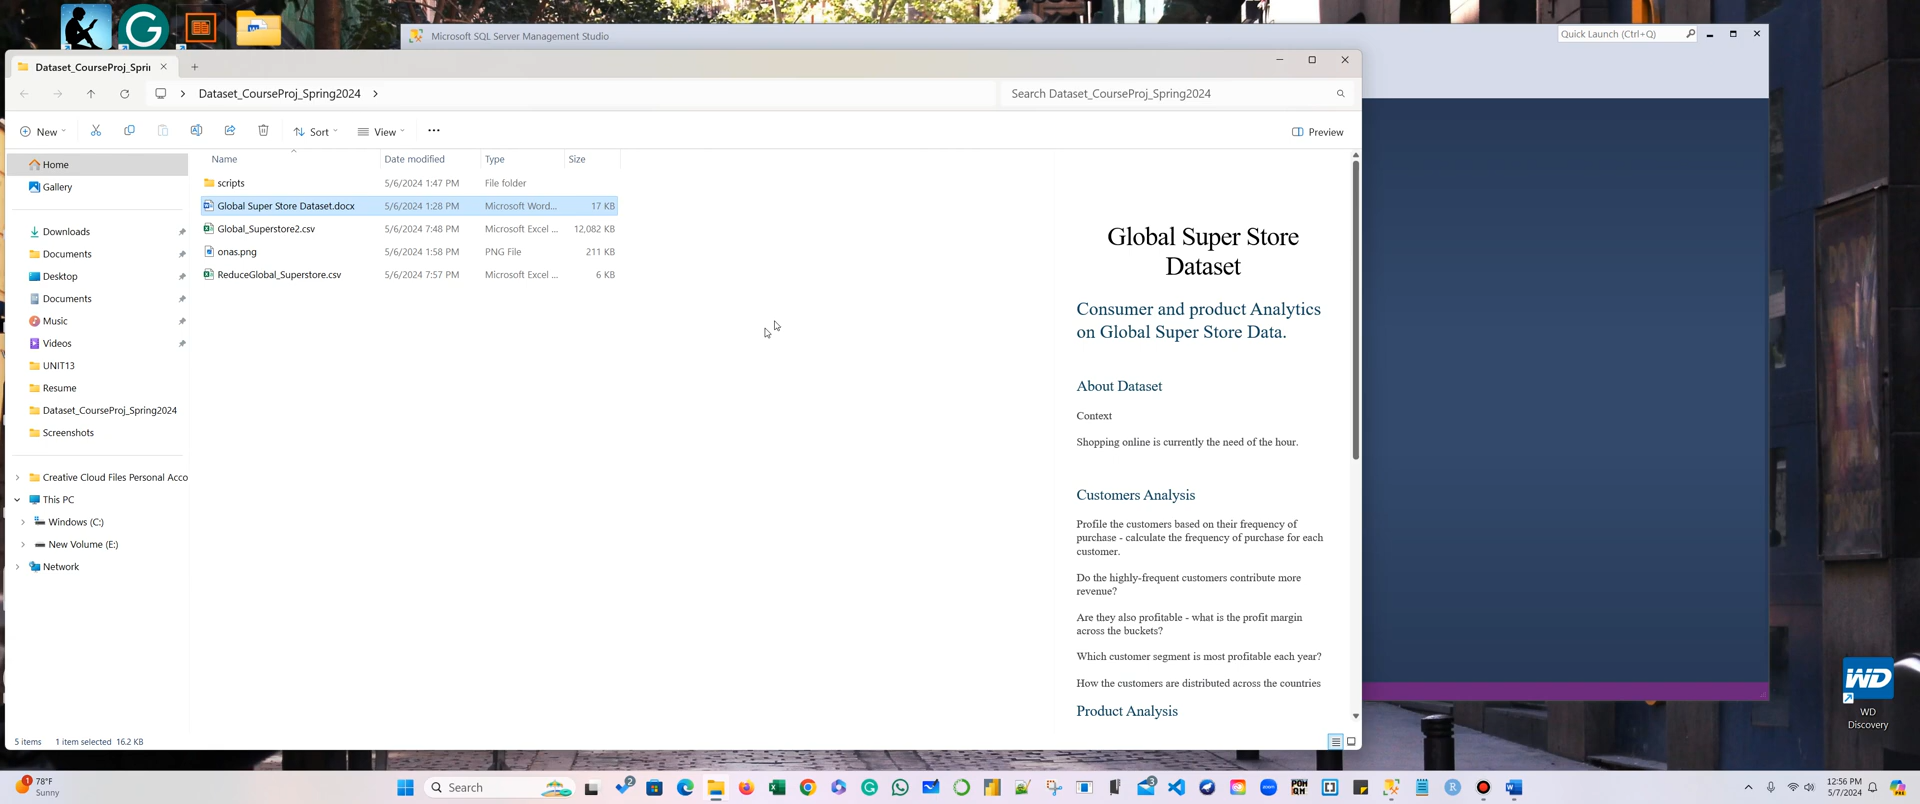 Microsoft SQL Server Management Studio
Quick Launch (Ctrl+Q)
Dataset_CourseProj_Spri
Dataset_CourseProj_Spring2024
Search Dataset_CourseProj_Spring2024
New
Sort
View
Preview
Name
Date modified
Type
Size
scripts 5/6/2024 1:47 PM File folder
Global Super Store Dataset.docx 5/6/2024 1:28 PM Microsoft Word... 17 KB
Global_Superstore2.csv 5/6/2024 7:48 PM Microsoft Excel ... 12,082 KB
onas.png 5/6/2024 1:58 PM PNG File 211 KB
ReduceGlobal_Superstore.csv 5/6/2024 7:57 PM Microsoft Excel ... 6 KB
Home
Gallery
Downloads
Documents
Desktop
Documents
Music
Videos
UNIT13
Resume
Dataset_CourseProj_Spring2024
Screenshots
Creative Cloud Files Personal Acco
This PC
Windows (C:)
New Volume (E:)
Network
Global Super Store
Dataset
Consumer and product Analytics
on Global Super Store Data.
About Dataset
Context
Shopping online is currently the need of the hour.
Customers Analysis
Profile the customers based on their frequency of
purchase - calculate the frequency of purchase for each
customer.
Do the highly-frequent customers contribute more
revenue?
Are they also profitable - what is the profit margin
across the buckets?
Which customer segment is most profitable each year?
How the customers are distributed across the countries
Product Analysis
5 items 1 item selected 16.2 KB
WD
WD
Discovery
1
78°F
Sunny
Search
2
3
12:56 PM
5/7/2024